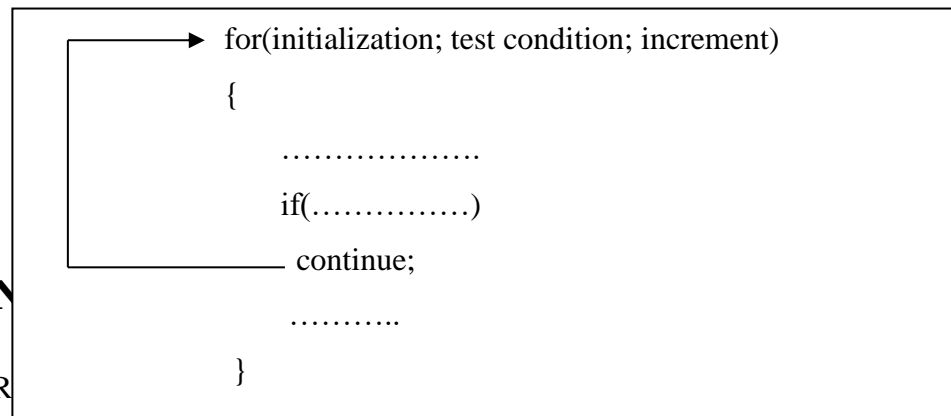 for(initialization; test condition; increment)
{
……………….
if(……………)
continue;
………..
}
R